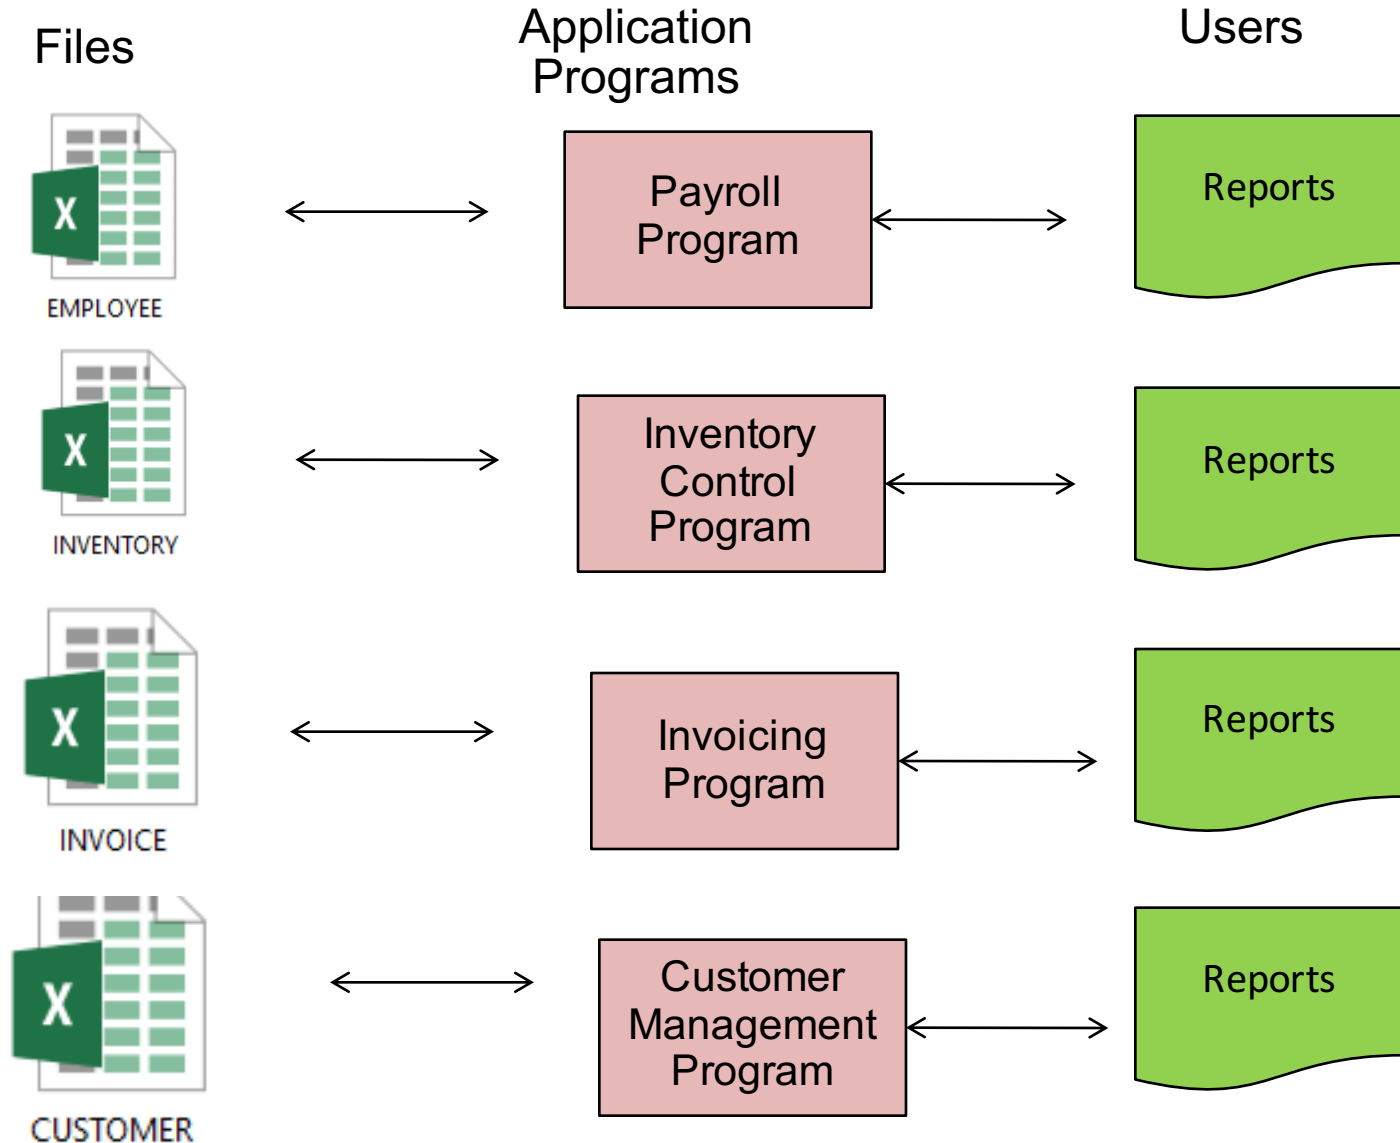 Files
Application
Programs
Users
X
EMPLOYEE
Payroll
Program
Reports
X
INVENTORY
Inventory
Control
Program
Reports
X
INVOICE
Invoicing
Program
Reports
X
CUSTOMER
Customer
Management
Program
Reports